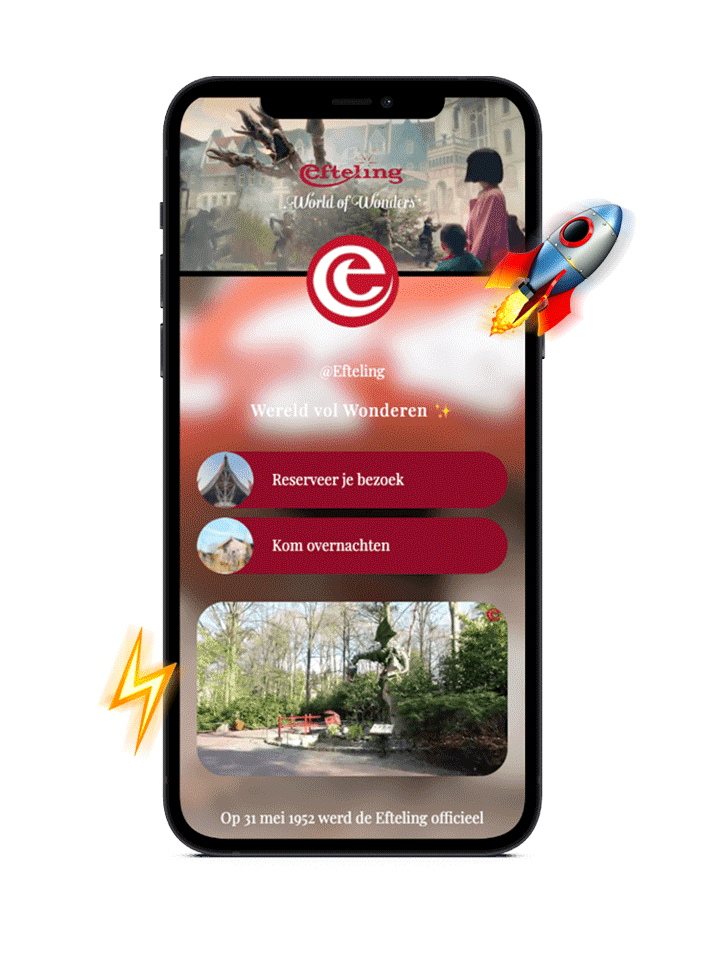 efteling
World of Wonders
e
@Efteling
Wereld vol Wonderen ✨
Reserveer je bezoek
Kom overnachten
Op 31 mei 1952 werd de Efteling officieel